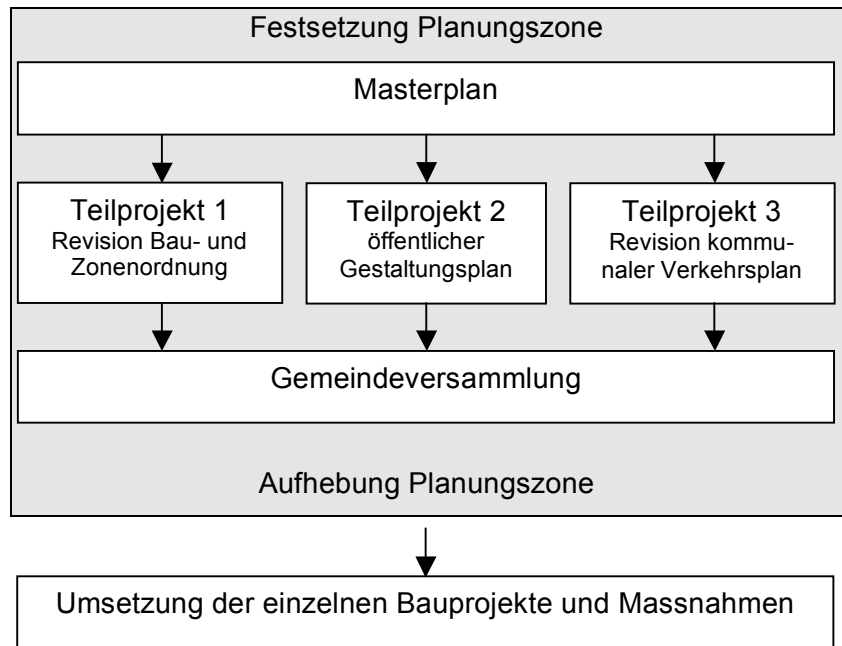 Festsetzung Planungszone
Masterplan
Teilprojekt 1
Revision Bau- und
Zonenordnung
Teilprojekt 2
öffentlicher
Gestaltungsplan
Teilprojekt 3
Revision kommu-
naler Verkehrsplan
Gemeindeversammlung
Aufhebung Planungszone
Umsetzung der einzelnen Bauprojekte und Massnahmen